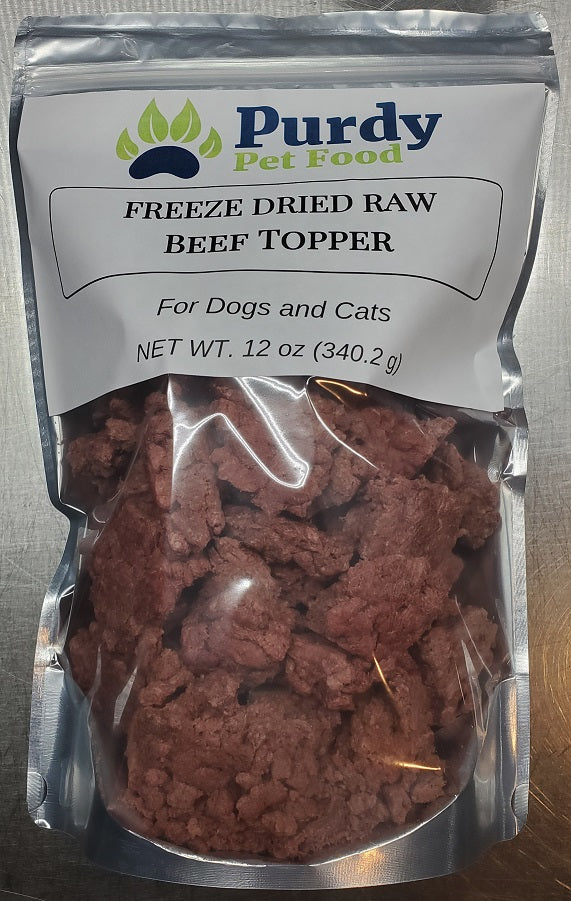 Purdy
Pet Food
FREEZE DRIED RAW
BEEF TOPPER
For Dogs and Cats
NET WT. 12 oz (340.2 g)